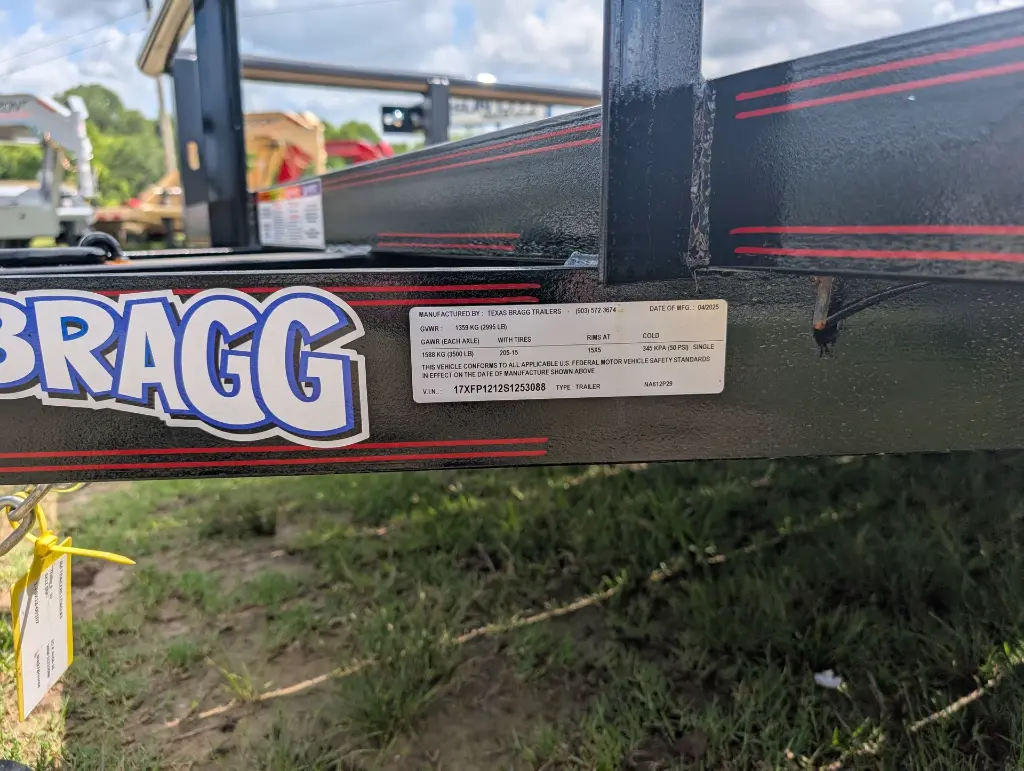 BRAGG
MANUFACTURED BY : TEXAS BRAGG TRAILERS - (903) 572-3674 DATE OF MFG. : 04/2025
GVWR : 1359 KG (2995 LB)
GAWR (EACH AXLE) WITH TIRES RIMS AT COLD
1588 KG (3500 LB) 205-15 15X5 345 KPA (50 PSI) SINGLE
THIS VEHICLE CONFORMS TO ALL APPLICABLE U.S. FEDERAL MOTOR VEHICLE SAFETY STANDARDS
IN EFFECT ON THE DATE OF MANUFACTURE SHOWN ABOVE
V.I.N. : 17XFP1212S1253088 TYPE TRAILER NA612P29